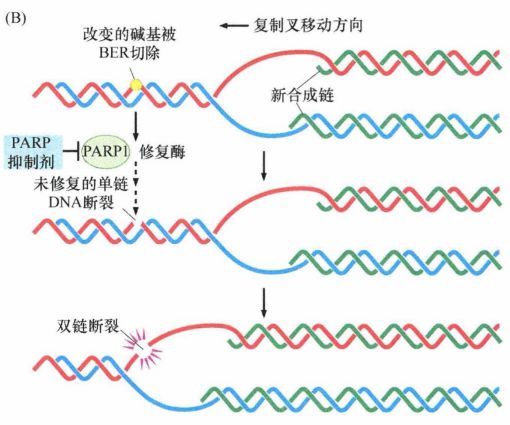 (B)
改变的碱基被
BER切除
复制叉移动方向
新合成链
PARP
抑制剂
PARP1
修复酶
未修复的单链
DNA断裂
双链断裂